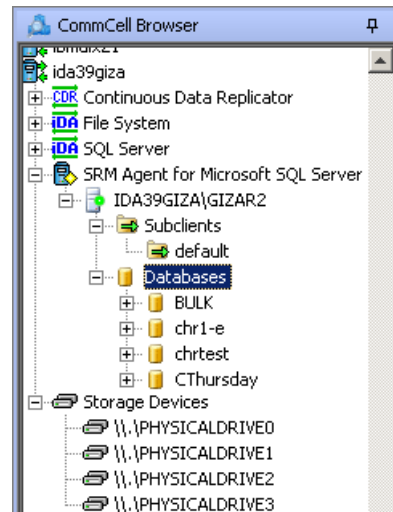 CommCell Browser
ibmaix21
ida39giza
CDR Continuous Data Replicator
iDA File System
iDA SQL Server
SRM Agent for Microsoft SQL Server
IDA39GIZA\GIZAR2
Subclients
default
Databases
BULK
chr1-e
chrtest
CThursday
Storage Devices
\\.\PHYSICALDRIVE0
\\.\PHYSICALDRIVE1
\\.\PHYSICALDRIVE2
\\.\PHYSICALDRIVE3